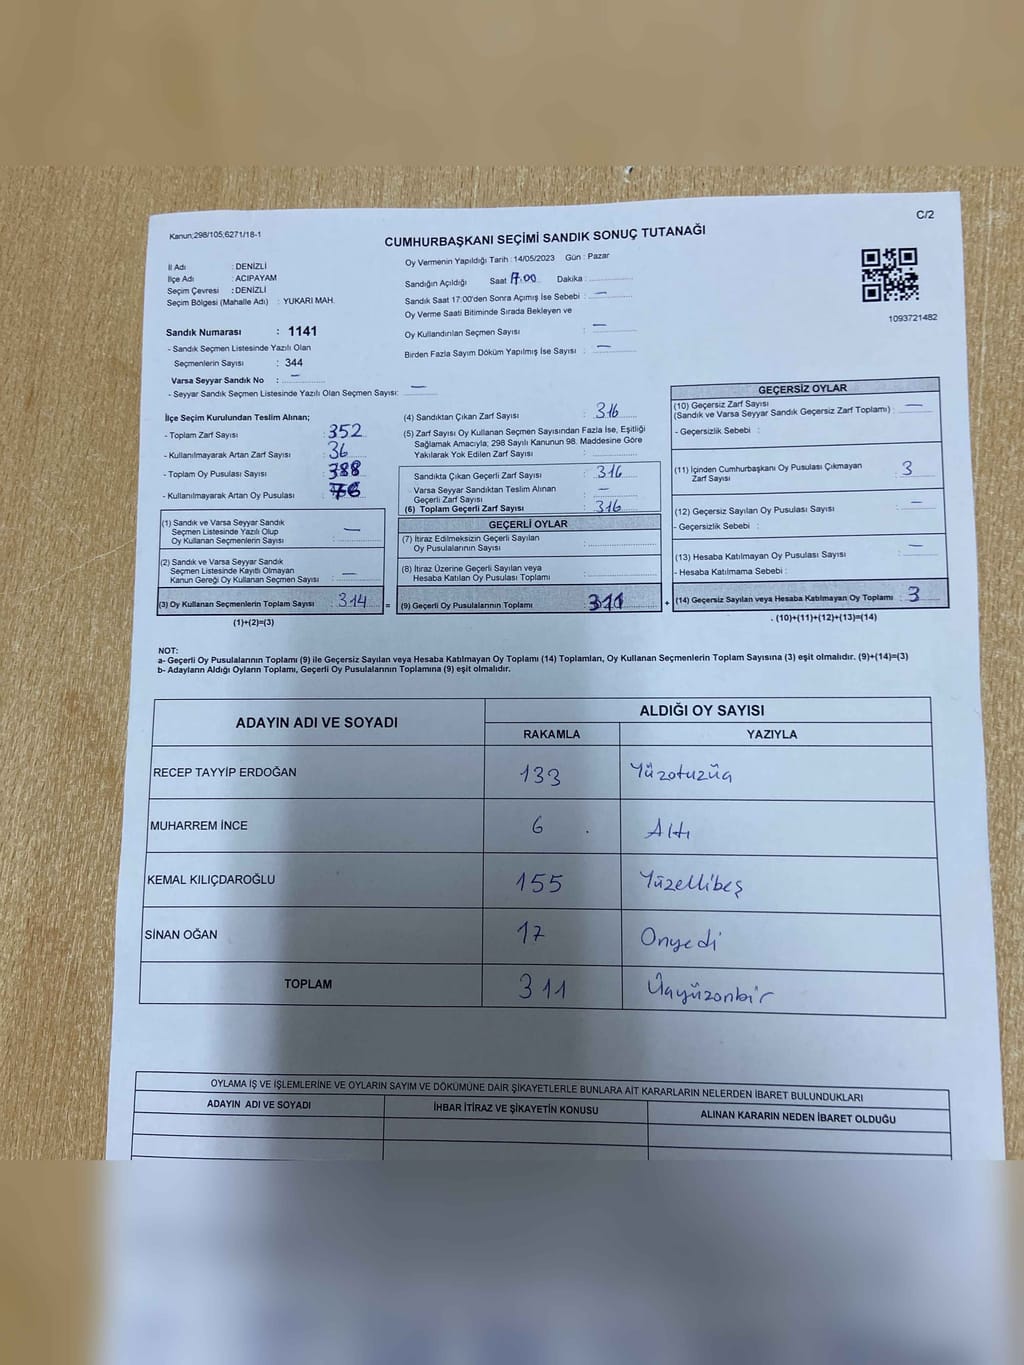 C/2
Kanun;298/105;6271/18-1
CUMHURBAŞKANI SEÇİMİ SANDIK SONUÇ TUTANAĞI
İl Adı : DENİZLİ
İlçe Adı : ACIPAYAM
Seçim Çevresi : DENİZLİ
Seçim Bölgesi (Mahalle Adı) : YUKARI MAH.
Sandık Numarası : 1141
- Sandık Seçmen Listesinde Yazılı Olan
Seçmenlerin Sayısı : 344
Varsa Seyyar Sandık No : —
- Seyyar Sandık Seçmen Listesinde Yazılı Olan Seçmen Sayısı: —
Oy Vermenin Yapıldığı Tarih : 14/05/2023 Gün : Pazar
Sandığın Açıldığı Saat 17.00 Dakika :
Sandık Saat 17:00'den Sonra Açımış İse Sebebi : —
Oy Verme Saati Bitiminde Sırada Bekleyen ve
Oy Kullandırılan Seçmen Sayısı : —
Birden Fazla Sayım Döküm Yapılmış İse Sayısı : —
1093721482
İlçe Seçim Kurulundan Teslim Alınan;
- Toplam Zarf Sayısı : 352
- Kullanılmayarak Artan Zarf Sayısı : 36
- Toplam Oy Pusulası Sayısı : 388
- Kullanılmayarak Artan Oy Pusulası : 76
(1) Sandık ve Varsa Seyyar Sandık
Seçmen Listesinde Yazılı Olup
Oy Kullanan Seçmenlerin Sayısı : —
(2) Sandık ve Varsa Seyyar Sandık
Seçmen Listesinde Kayıtlı Olmayan
Kanun Gereği Oy Kullanan Seçmen Sayısı : —
(3) Oy Kullanan Seçmenlerin Toplam Sayısı : 314 =
(1)+(2)=(3)
(4) Sandıktan Çıkan Zarf Sayısı : 316
(5) Zarf Sayısı Oy Kullanan Seçmen Sayısından Fazla İse, Eşitliği
Sağlamak Amacıyla; 298 Sayılı Kanunun 98. Maddesine Göre
Yakılarak Yok Edilen Zarf Sayısı :
Sandıkta Çıkan Geçerli Zarf Sayısı : 316
- Varsa Seyyar Sandıktan Teslim Alınan
Geçerli Zarf Sayısı : —
(6) Toplam Geçerli Zarf Sayısı : 316
GEÇERLİ OYLAR
(7) İtiraz Edilmeksizin Geçerli Sayılan
Oy Pusulalarının Sayısı :
(8) İtiraz Üzerine Geçerli Sayılan veya
Hesaba Katılan Oy Pusulası Toplamı :
(9) Geçerli Oy Pusulalarının Toplamı : 311 +
GEÇERSİZ OYLAR
(10) Geçersiz Zarf Sayısı
(Sandık ve Varsa Seyyar Sandık Geçersiz Zarf Toplamı) : —
- Geçersizlik Sebebi :
(11) İçinden Cumhurbaşkanı Oy Pusulası Çıkmayan
Zarf Sayısı : 3
(12) Geçersiz Sayılan Oy Pusulası Sayısı : —
- Geçersizlik Sebebi :
(13) Hesaba Katılmayan Oy Pusulası Sayısı : —
- Hesaba Katılmama Sebebi :
(14) Geçersiz Sayılan veya Hesaba Katılmayan Oy Toplamı : 3
. (10)+(11)+(12)+(13)=(14)
NOT:
a- Geçerli Oy Pusulalarının Toplamı (9) ile Geçersiz Sayılan veya Hesaba Katılmayan Oy Toplamı (14) Toplamları, Oy Kullanan Seçmenlerin Toplam Sayısına (3) eşit olmalıdır. (9)+(14)=(3)
b- Adayların Aldığı Oyların Toplamı, Geçerli Oy Pusulalarının Toplamına (9) eşit olmalıdır.
ADAYIN ADI VE SOYADI ALDIĞI OY SAYISI
RAKAMLA YAZIYLA
RECEP TAYYİP ERDOĞAN 133 Yüzotuzüç
MUHARREM İNCE 6 Altı
KEMAL KILIÇDAROĞLU 155 Yüzellibeş
SİNAN OĞAN 17 Onyedi
TOPLAM 311 Üçyüzonbir
OYLAMA İŞ VE İŞLEMLERİNE VE OYLARIN SAYIM VE DÖKÜMÜNE DAİR ŞİKAYETLERLE BUNLARA AİT KARARLARIN NELERDEN İBARET BULUNDUKLARI
ADAYIN ADI VE SOYADI İHBAR İTİRAZ VE ŞİKAYETİN KONUSU ALINAN KARARIN NEDEN İBARET OLDUĞU